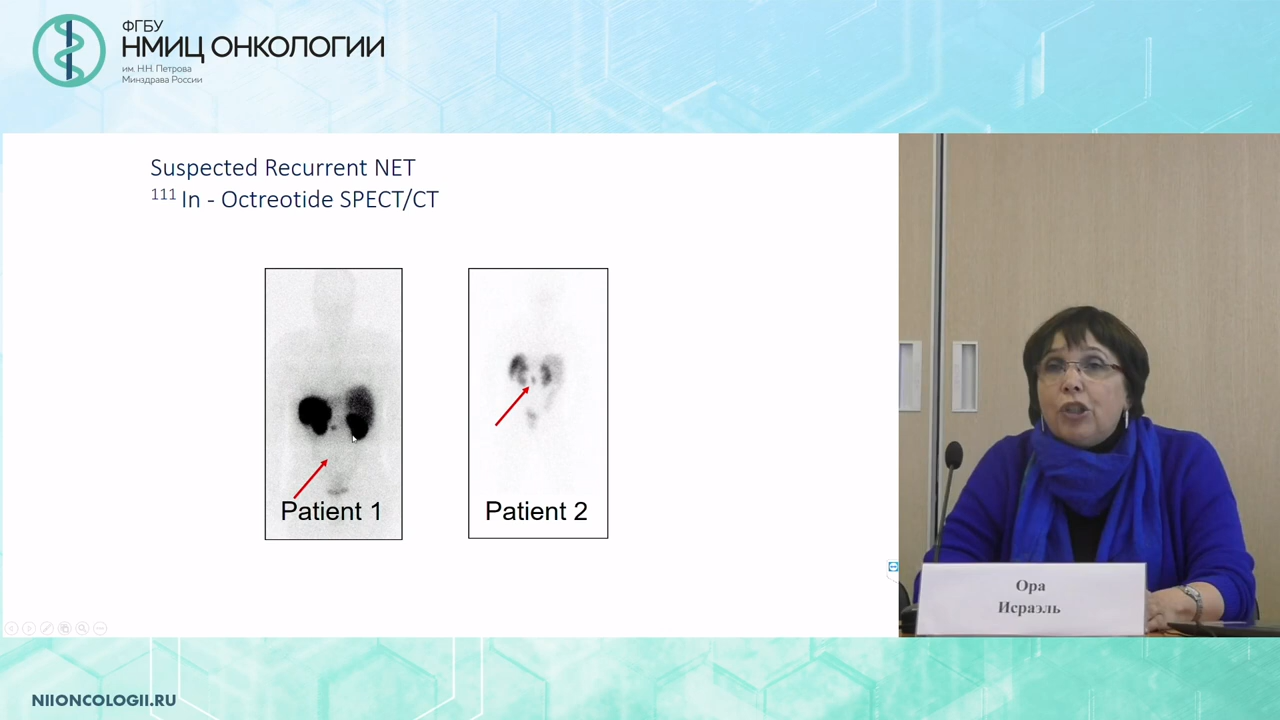 ФГБУ
НМИЦ ОНКОЛОГИИ
им. Н.Н. Петрова
Минздрава России
Suspected Recurrent NET
111 In - Octreotide SPECT/CT
Patient 1
Patient 2
Ора
Исраэль
NIIONCOLOGII.RU